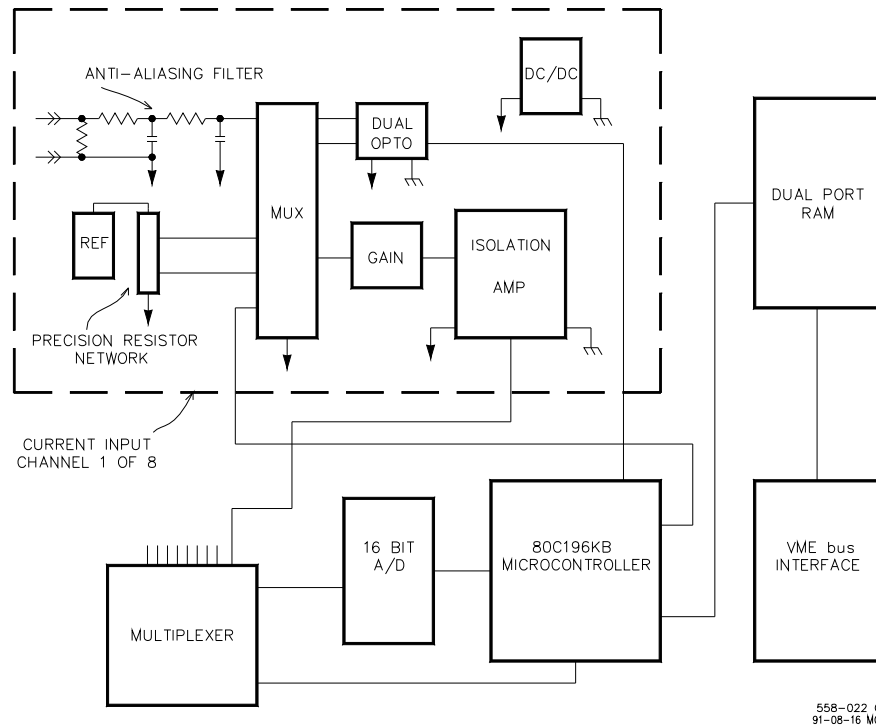 ANTI-ALIASING FILTER
DC/DC
DUAL
OPTO
MUX
REF
GAIN
ISOLATION
AMP
DUAL PORT
RAM
PRECISION RESISTOR
NETWORK
CURRENT INPUT
CHANNEL 1 OF 8
16 BIT
A/D
80C196KB
MICROCONTROLLER
VME bus
INTERFACE
MULTIPLEXER
558-022
91-08-16